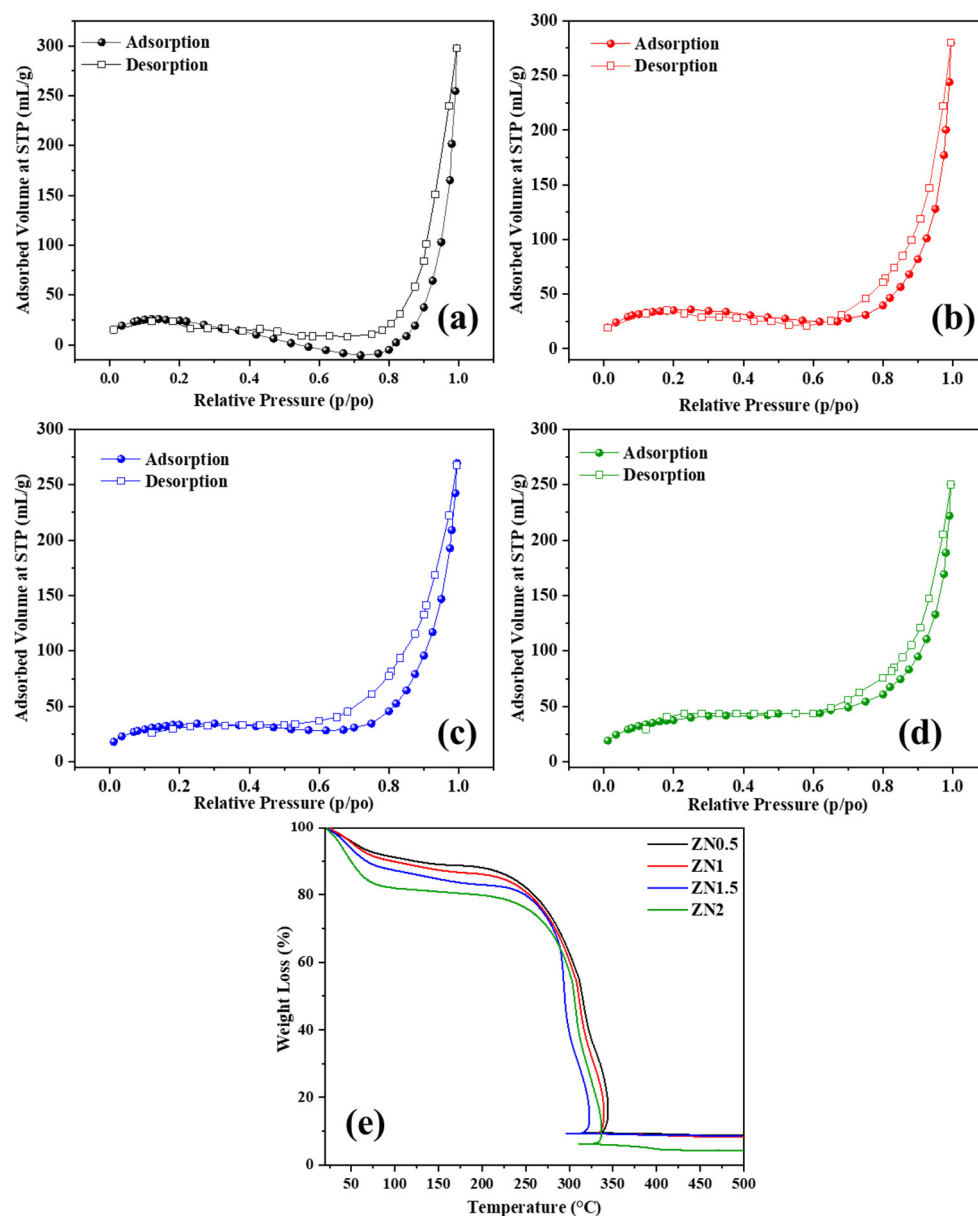 300
250
200
150
100
50
0
Adsorbed Volume at STP (mL/g)
Adsorption
Desorption
(a)
0.0 0.2 0.4 0.6 0.8 1.0
Relative Pressure (p/po)
300
250
200
150
100
50
0
Adsorbed Volume at STP (mL/g)
Adsorption
Desorption
(b)
0.0 0.2 0.4 0.6 0.8 1.0
Relative Pressure (p/po)
300
250
200
150
100
50
0
Adsorbed Volume at STP (mL/g)
Adsorption
Desorption
(c)
0.0 0.2 0.4 0.6 0.8 1.0
Relative Pressure (p/po)
300
250
200
150
100
50
0
Adsorbed Volume at STP (mL/g)
Adsorption
Desorption
(d)
0.0 0.2 0.4 0.6 0.8 1.0
Relative Pressure (p/po)
100
80
60
40
20
0
Weight Loss (%)
ZN0.5
ZN1
ZN1.5
ZN2
(e)
50 100 150 200 250 300 350 400 450 500
Temperature (°C)